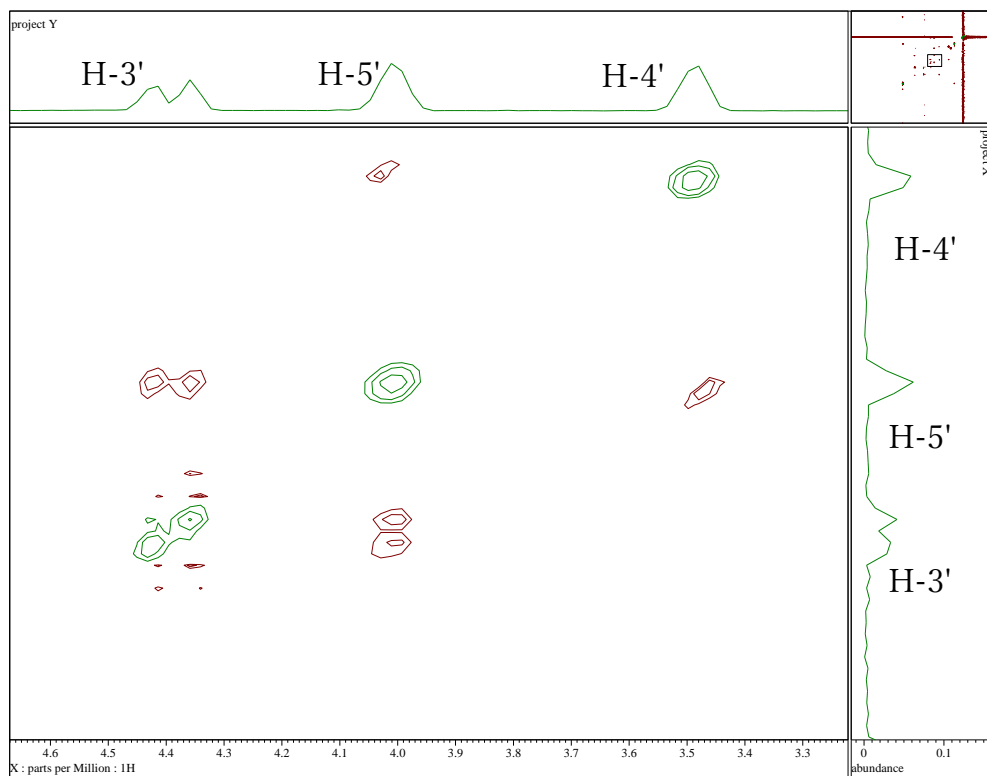 project Y
H-3'
H-5'
H-4'
project X
H-4'
H-5'
H-3'
4.6 4.5 4.4 4.3 4.2 4.1 4.0 3.9 3.8 3.7 3.6 3.5 3.4 3.3
X : parts per Million : 1H
0 0.1
abundance